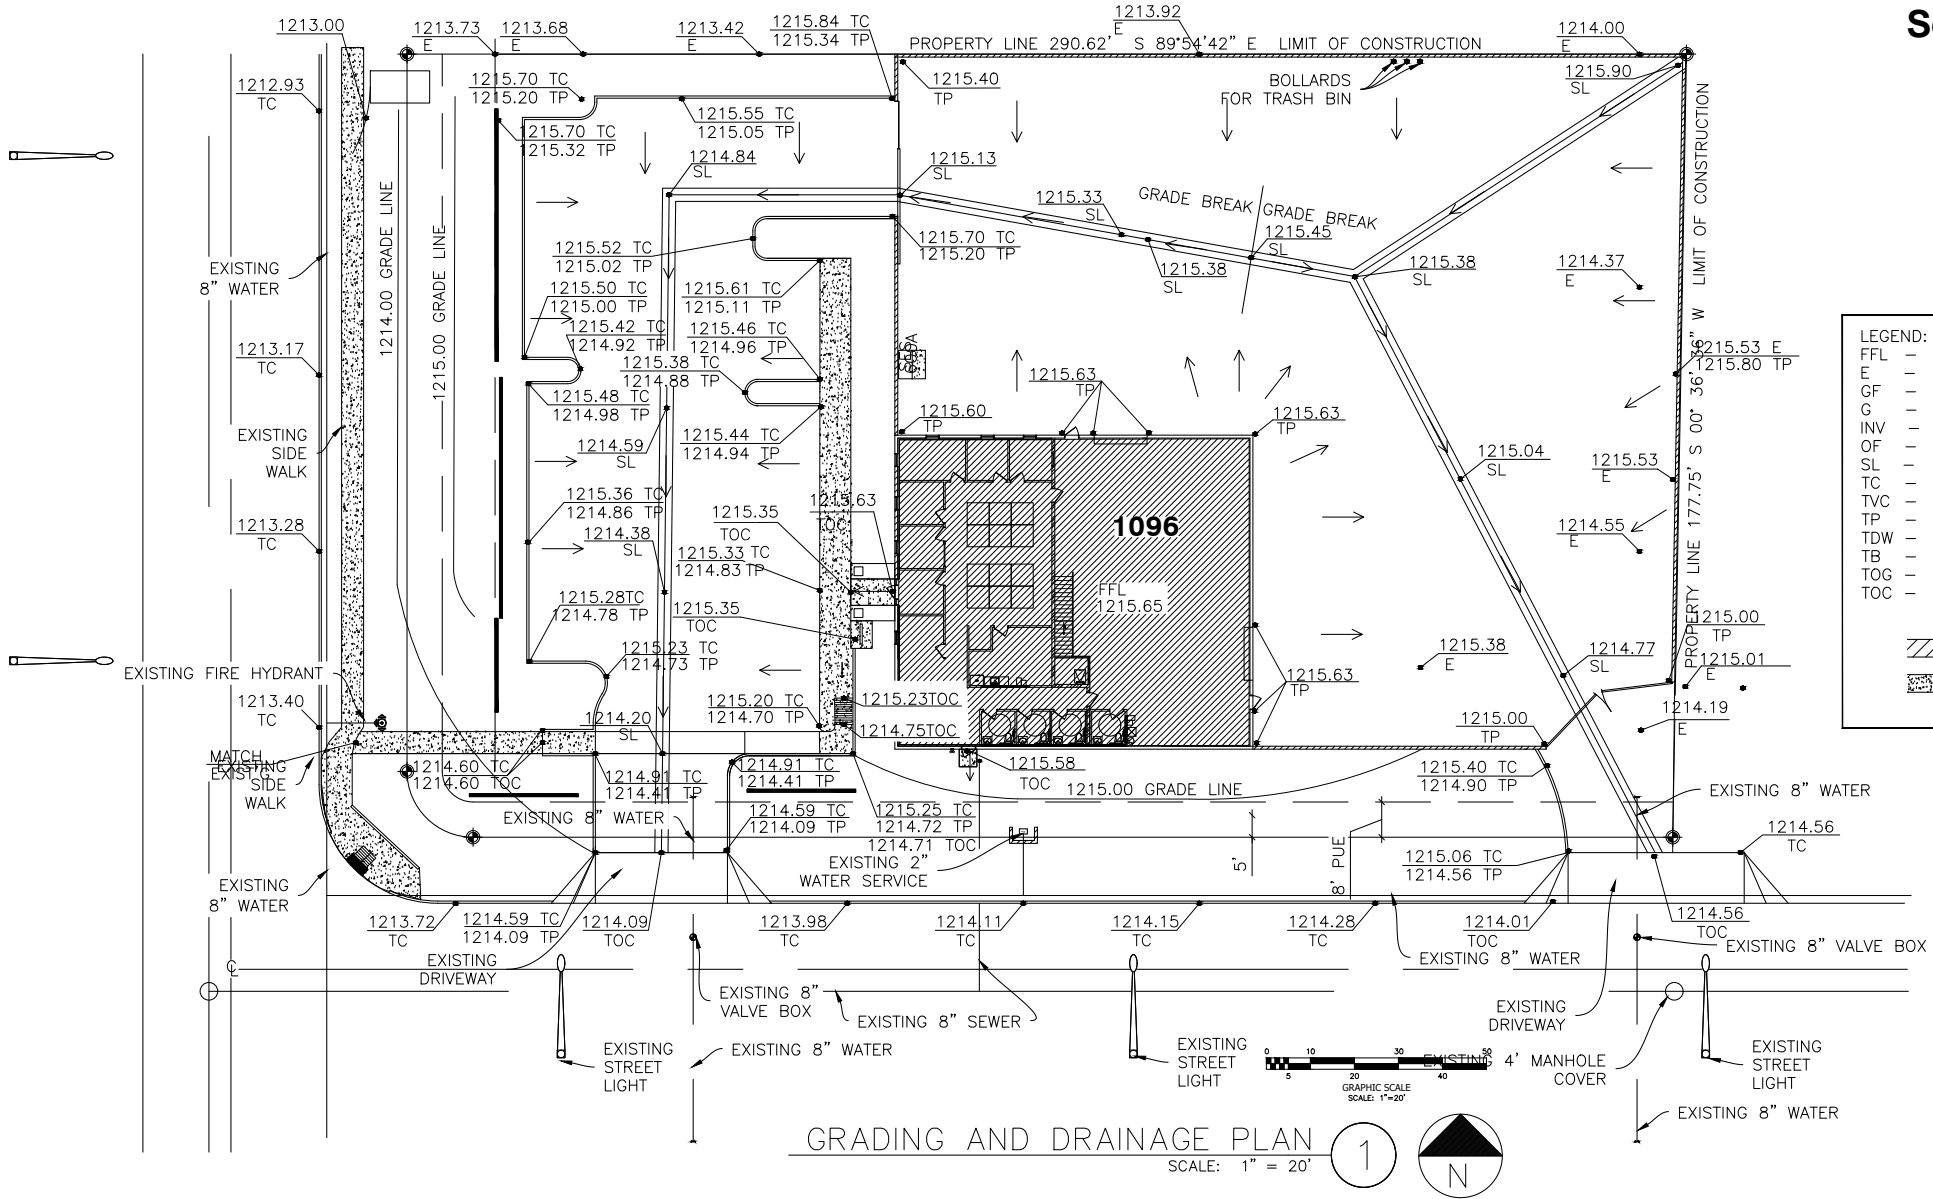 1213.00
1213.73
E
1213.68
E
1213.42
E
1215.84 TC
1215.34 TP
1213.92
E
PROPERTY LINE 290.62' S 89°54'42" E LIMIT OF CONSTRUCTION
1214.00
E
1212.93
TC
1215.70 TC
1215.20 TP
1215.40
TP
BOLLARDS
FOR TRASH BIN
1215.90
SL
1215.70 TC
1215.32 TP
1215.55 TC
1215.05 TP
1214.84
SL
1215.13
SL
1214.00 GRADE LINE
1215.00 GRADE LINE
1215.33
SL
GRADE BREAK
GRADE BREAK
1215.45
SL
PROPERTY LINE 177.75' S 00° 36' 36" W LIMIT OF CONSTRUCTION
EXISTING
8" WATER
1215.52 TC
1215.02 TP
1215.70 TC
1215.20 TP
1215.38
SL
1215.38
SL
1214.37
E
1215.50 TC
1215.00 TP
1215.61 TC
1215.11 TP
1215.42 TC
1214.92 TP
1215.46 TC
1214.96 TP
1213.17
TC
1215.38 TC
1214.88 TP
1215.63
TP
1215.53 E
1215.80 TP
LEGEND:
FFL –
E –
GF –
G –
INV –
OF –
SL –
TC –
TVC –
TP –
TDW –
TB –
TOG –
TOC –
1215.48 TC
1214.98 TP
1215.60
TP
1215.63
TP
EXISTING
SIDE
WALK
1214.59
SL
1215.44 TC
1214.94 TP
1215.04
SL
1215.53
E
1215.36 TC
1214.86 TP
1215.35
TOC
1215.63
TOC
1096
1213.28
TC
1214.38
SL
1215.33 TC
1214.83 TP
1214.55
E
1215.28TC
1214.78 TP
1215.35
TOC
FFL
1215.65
1215.00
TP
1215.23 TC
1214.73 TP
1215.38
E
1214.77
SL
1215.01
E
EXISTING FIRE HYDRANT
1213.40
TC
1215.20 TC
1214.70 TP
1215.23TOC
1215.63
TP
1214.20
SL
1214.75TOC
1215.00
TP
1214.19
E
MATCH
EXIST'G
EXISTING
SIDE
WALK
1214.60 TC
1214.60 TOC
1214.91 TC
1214.41 TP
1214.91 TC
1214.41 TP
1215.58
TOC
1215.40 TC
1214.90 TP
1215.00 GRADE LINE
EXISTING 8" WATER
EXISTING 8" WATER
1214.59 TC
1214.09 TP
1215.25 TC
1214.72 TP
1214.71 TOC
1214.56
TC
EXISTING 2"
WATER SERVICE
5'
8' PUE
1215.06 TC
1214.56 TP
EXISTING
8" WATER
1213.72
TC
1214.59 TC
1214.09 TP
1214.09
TOC
1213.98
TC
1214.11
TC
1214.15
TC
1214.28
TC
1214.01
TOC
1214.56
TOC
EXISTING
DRIVEWAY
EXISTING 8" WATER
EXISTING 8" VALVE BOX
EXISTING 8"
VALVE BOX
EXISTING 8" SEWER
EXISTING
DRIVEWAY
EXISTING
STREET
LIGHT
EXISTING 8" WATER
EXISTING
STREET
LIGHT
0 10 30 50
5 20 40
GRAPHIC SCALE
SCALE: 1"=20'
EXISTING 4' MANHOLE
COVER
EXISTING
STREET
LIGHT
EXISTING 8" WATER
GRADING AND DRAINAGE PLAN
SCALE: 1" = 20'
1
N